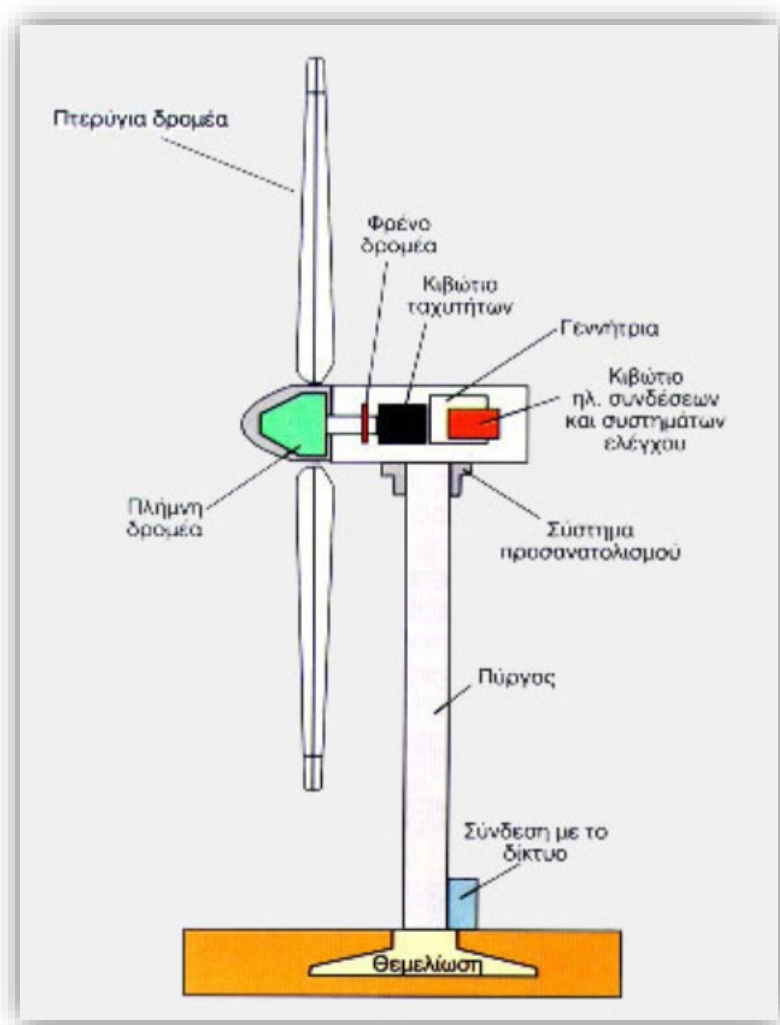 Πτερύγια δρομέα
Φρένο
δρομέα
Κιβώτιο
ταχυτήτων
Γεννήτρια
Κιβώτιο
ηλ. συνδέσεων
και συστημάτων
ελέγχου
Πλήμνη
δρομέα
Σύστημα
προσανατολισμού
Πύργος
Σύνδεση με το
δίκτυο
Θεμελίωση